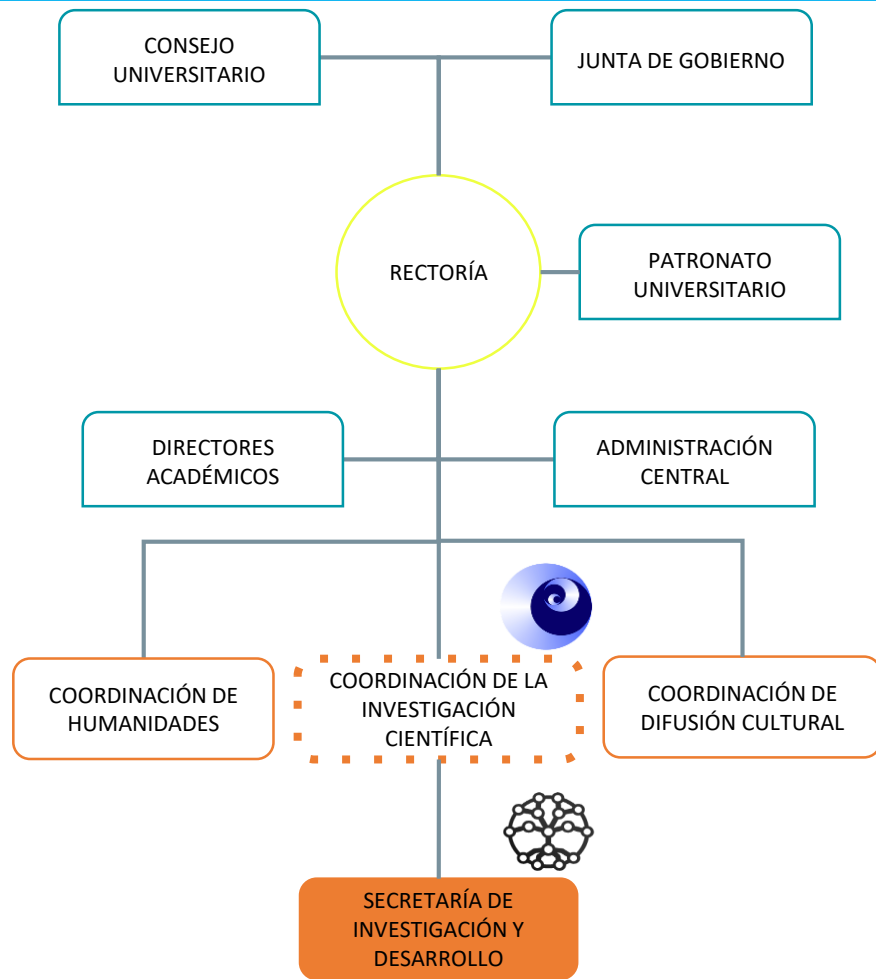 CONSEJO
UNIVERSITARIO
JUNTA DE GOBIERNO
RECTORÍA
PATRONATO
UNIVERSITARIO
DIRECTORES
ACADÉMICOS
ADMINISTRACIÓN
CENTRAL
COORDINACIÓN DE
HUMANIDADES
COORDINACIÓN DE LA
INVESTIGACIÓN
CIENTÍFICA
COORDINACIÓN DE
DIFUSIÓN CULTURAL
SECRETARÍA DE
INVESTIGACIÓN Y
DESARROLLO